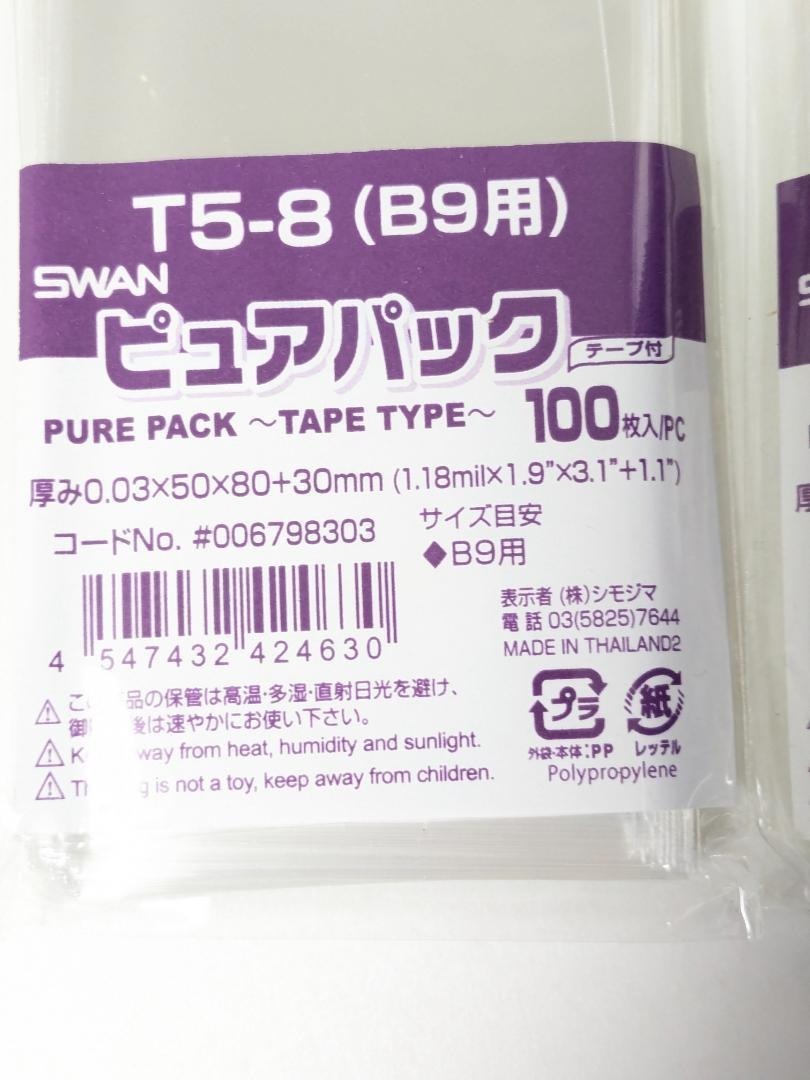 T5-8 (B9用)
SWAN
ピュアパック
テープ付
PURE PACK ～TAPE TYPE～ 100枚入/PC
厚み0.03×50×80+30mm (1.18mil×1.9"×3.1"+1.1")
コードNo. #006798303
サイズ目安
◆B9用
4 547432 424630
表示者 (株)シモジマ
電話 03(5825)7644
MADE IN THAILAND2
品の保管は高温・多湿・直射日光を避け、
後は速やかにお使い下さい。
away from heat, humidity and sunlight.
is not a toy, keep away from children.
プラ
外袋・本体:PP
Polypropylene
紙
レッテル